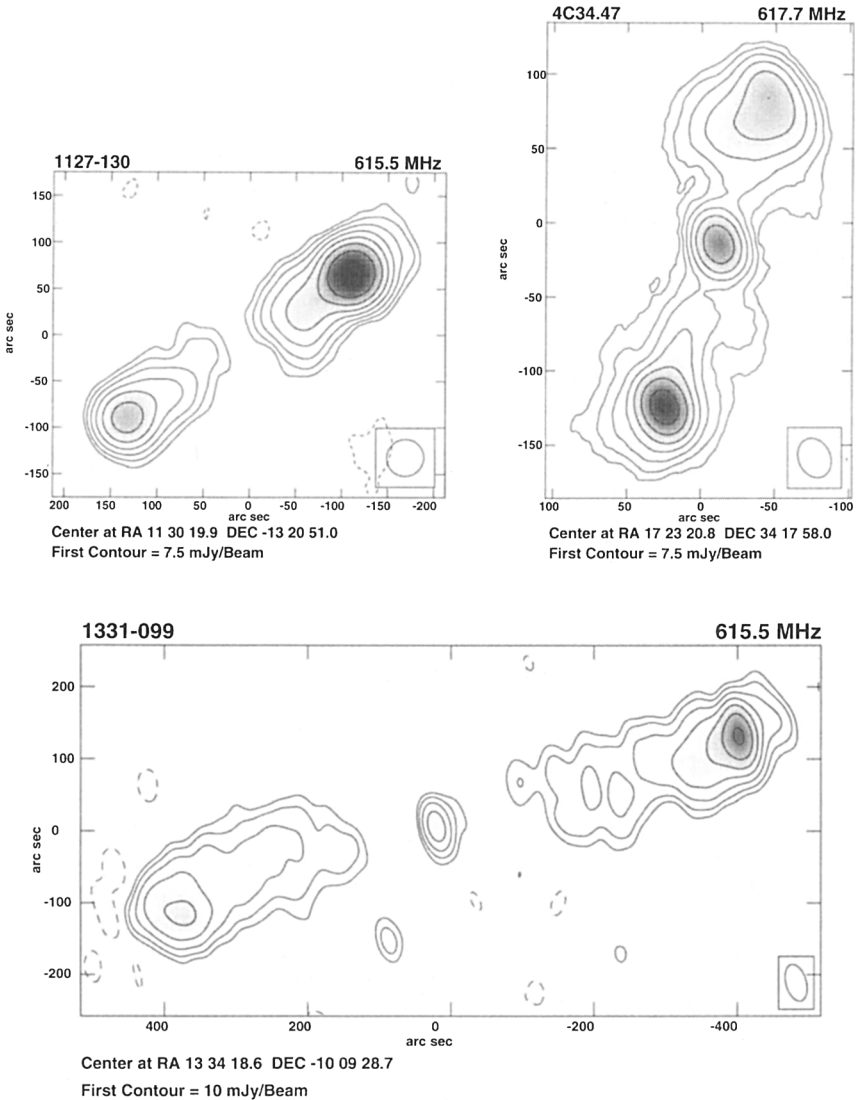 4C34.47 617.7 MHz
100
50
0
-50
-100
-150
arc sec
100 50 0 -50 -100
arc sec
Center at RA 17 23 20.8 DEC 34 17 58.0
First Contour = 7.5 mJy/Beam
1127-130 615.5 MHz
150
100
50
0
-50
-100
-150
arc sec
200 150 100 50 0 -50 -100 -150 -200
arc sec
Center at RA 11 30 19.9 DEC -13 20 51.0
First Contour = 7.5 mJy/Beam
1331-099 615.5 MHz
200
100
0
-100
-200
arc sec
400 200 0 -200 -400
arc sec
Center at RA 13 34 18.6 DEC -10 09 28.7
First Contour = 10 mJy/Beam